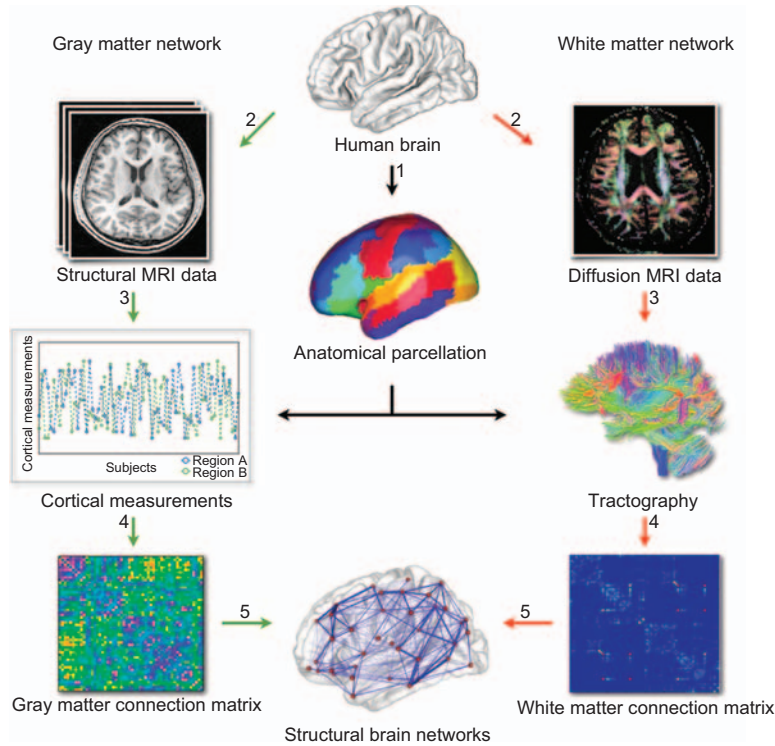 Gray matter network
White matter network
2
2
Human brain
1
Structural MRI data
Diffusion MRI data
3
3
Anatomical parcellation
Cortical measurements
Subjects
Region A
Region B
Cortical measurements
Tractography
4
4
5
5
Gray matter connection matrix
White matter connection matrix
Structural brain networks